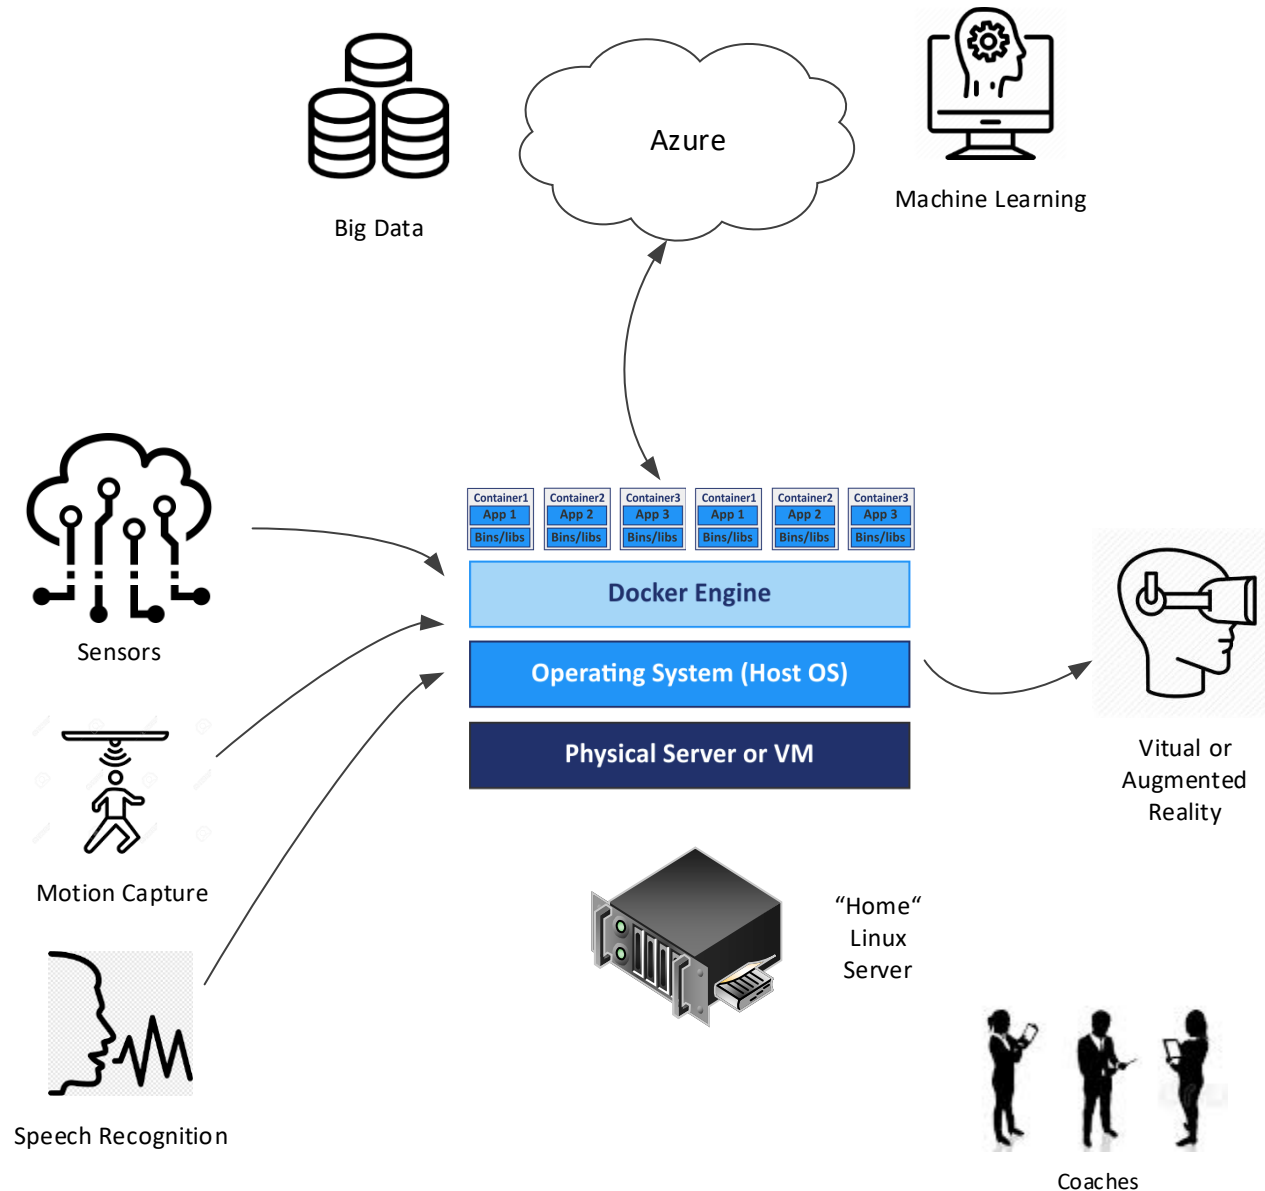 Azure
Big Data
Machine Learning
Container1
App 1
Bins/libs
Container2
App 2
Bins/libs
Container3
App 3
Bins/libs
Container1
App 1
Bins/libs
Container2
App 2
Bins/libs
Container3
App 3
Bins/libs
Docker Engine
Operating System (Host OS)
Physical Server or VM
Sensors
Motion Capture
Speech Recognition
Vitual or
Augmented
Reality
“Home“
Linux
Server
Coaches